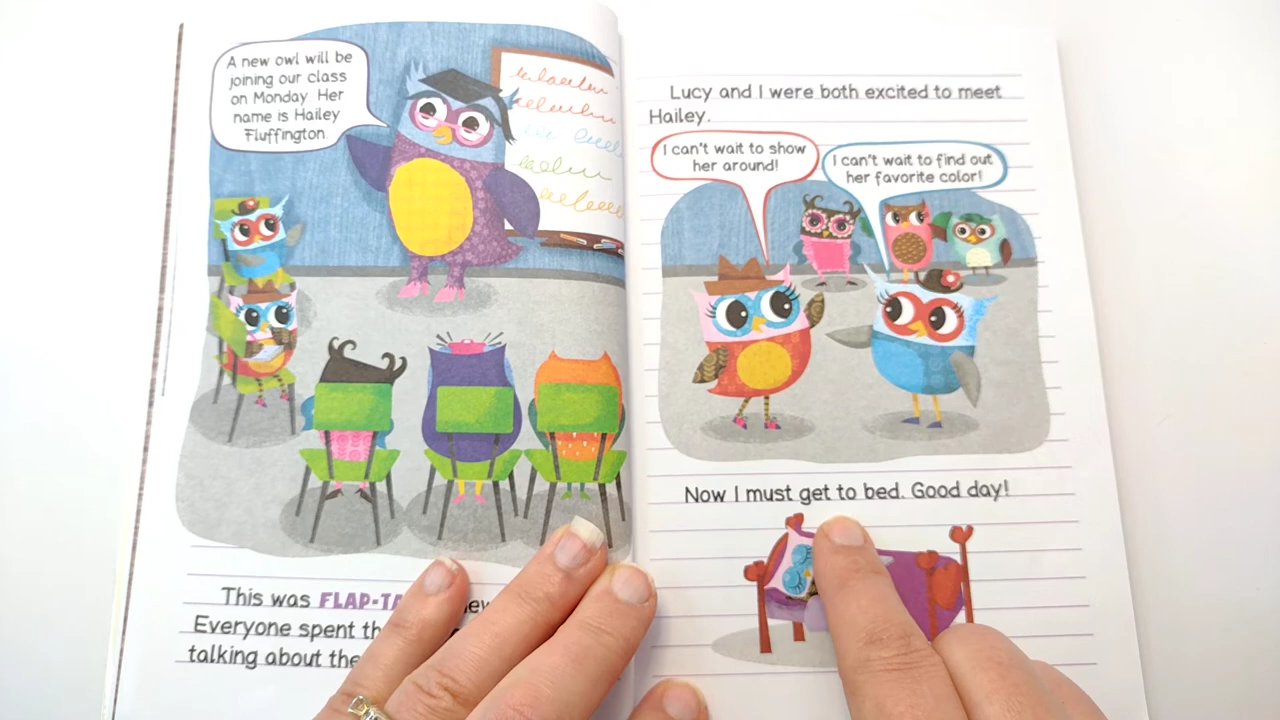 A new owl will be
joining our class
on Monday. Her
name is Hailey
Fluffington.
This was FLAP-TA
Everyone spent th
talking about the
Lucy and I were both excited to meet
Hailey.
I can't wait to show
her around!
I can't wait to find out
her favorite color!
Now I must get to bed. Good day!